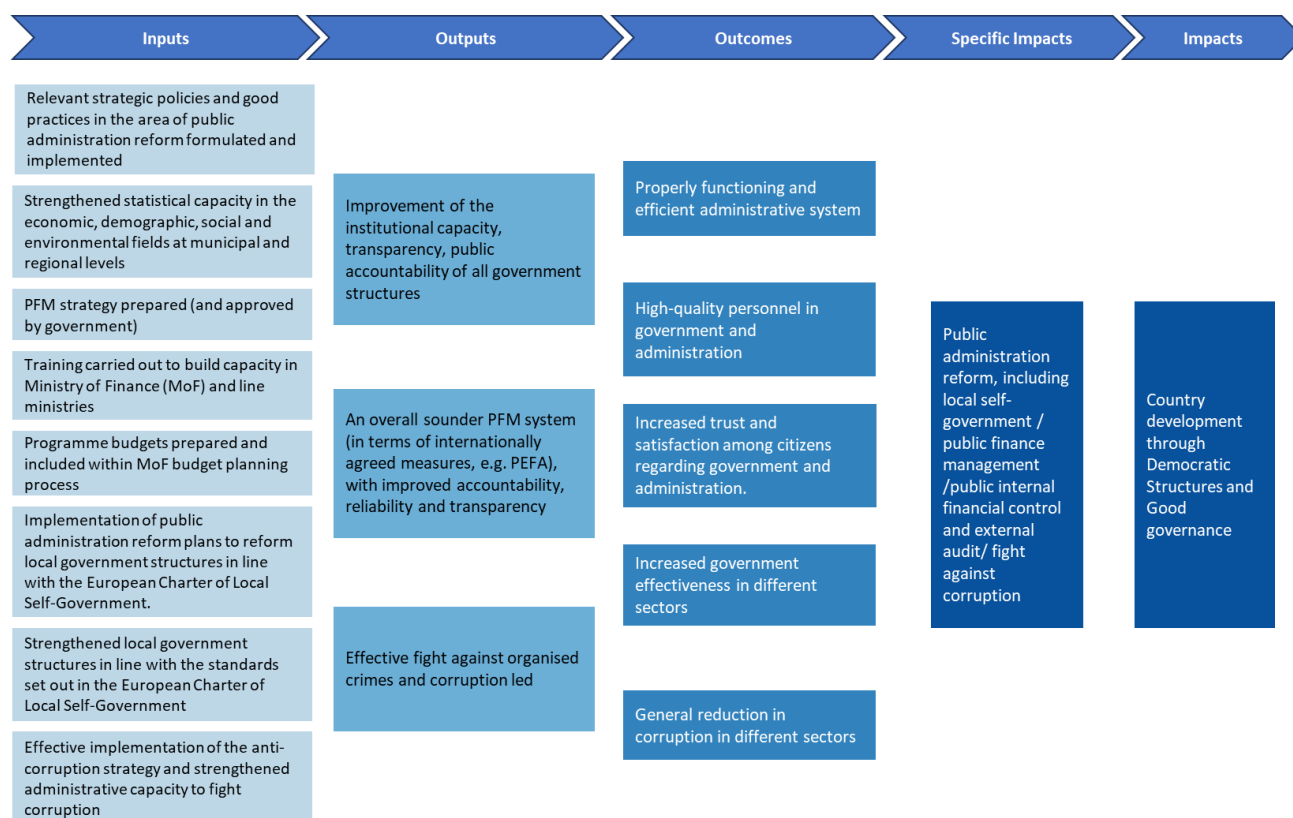 Inputs
Outputs
Outcomes
Specific Impacts
Impacts
Relevant strategic policies and good
practices in the area of public
administration reform formulated and
implemented
Strengthened statistical capacity in the
economic, demographic, social and
environmental fields at municipal and
regional levels
PFM strategy prepared (and approved
by government)
Training carried out to build capacity in
Ministry of Finance (MoF) and line
ministries
Programme budgets prepared and
included within MoF budget planning
process
Implementation of public
administration reform plans to reform
local government structures in line
with the European Charter of Local
Self-Government.
Strengthened local government
structures in line with the standards
set out in the European Charter of
Local Self-Government
Effective implementation of the anti-
corruption strategy and strengthened
administrative capacity to fight
corruption
Improvement of the
institutional capacity,
transparency, public
accountability of all government
structures
An overall sounder PFM system
(in terms of internationally
agreed measures, e.g. PEFA),
with improved accountability,
reliability and transparency
Effective fight against organised
crimes and corruption led
Properly functioning and
efficient administrative system
High-quality personnel in
government and
administration
Increased trust and
satisfaction among citizens
regarding government and
administration.
Increased government
effectiveness in different
sectors
General reduction in
corruption in different sectors
Public
administration
reform, including
local self-
government /
public finance
management
/public internal
financial control
and external
audit/ fight
against
corruption
Country
development
through
Democratic
Structures and
Good
governance